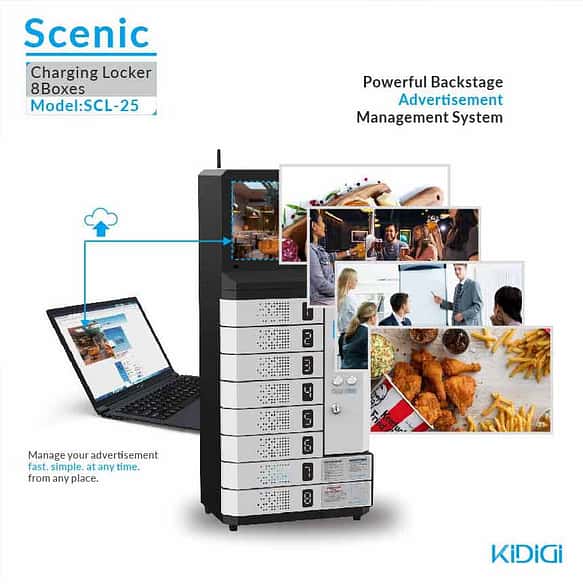 Scenic
Charging Locker
8Boxes
Model:SCL-25
Powerful Backstage
Advertisement
Management System
2
3
4
5
6
7
8
Manage your advertisement
fast. simple. at any time.
from any place.
KiDiGi